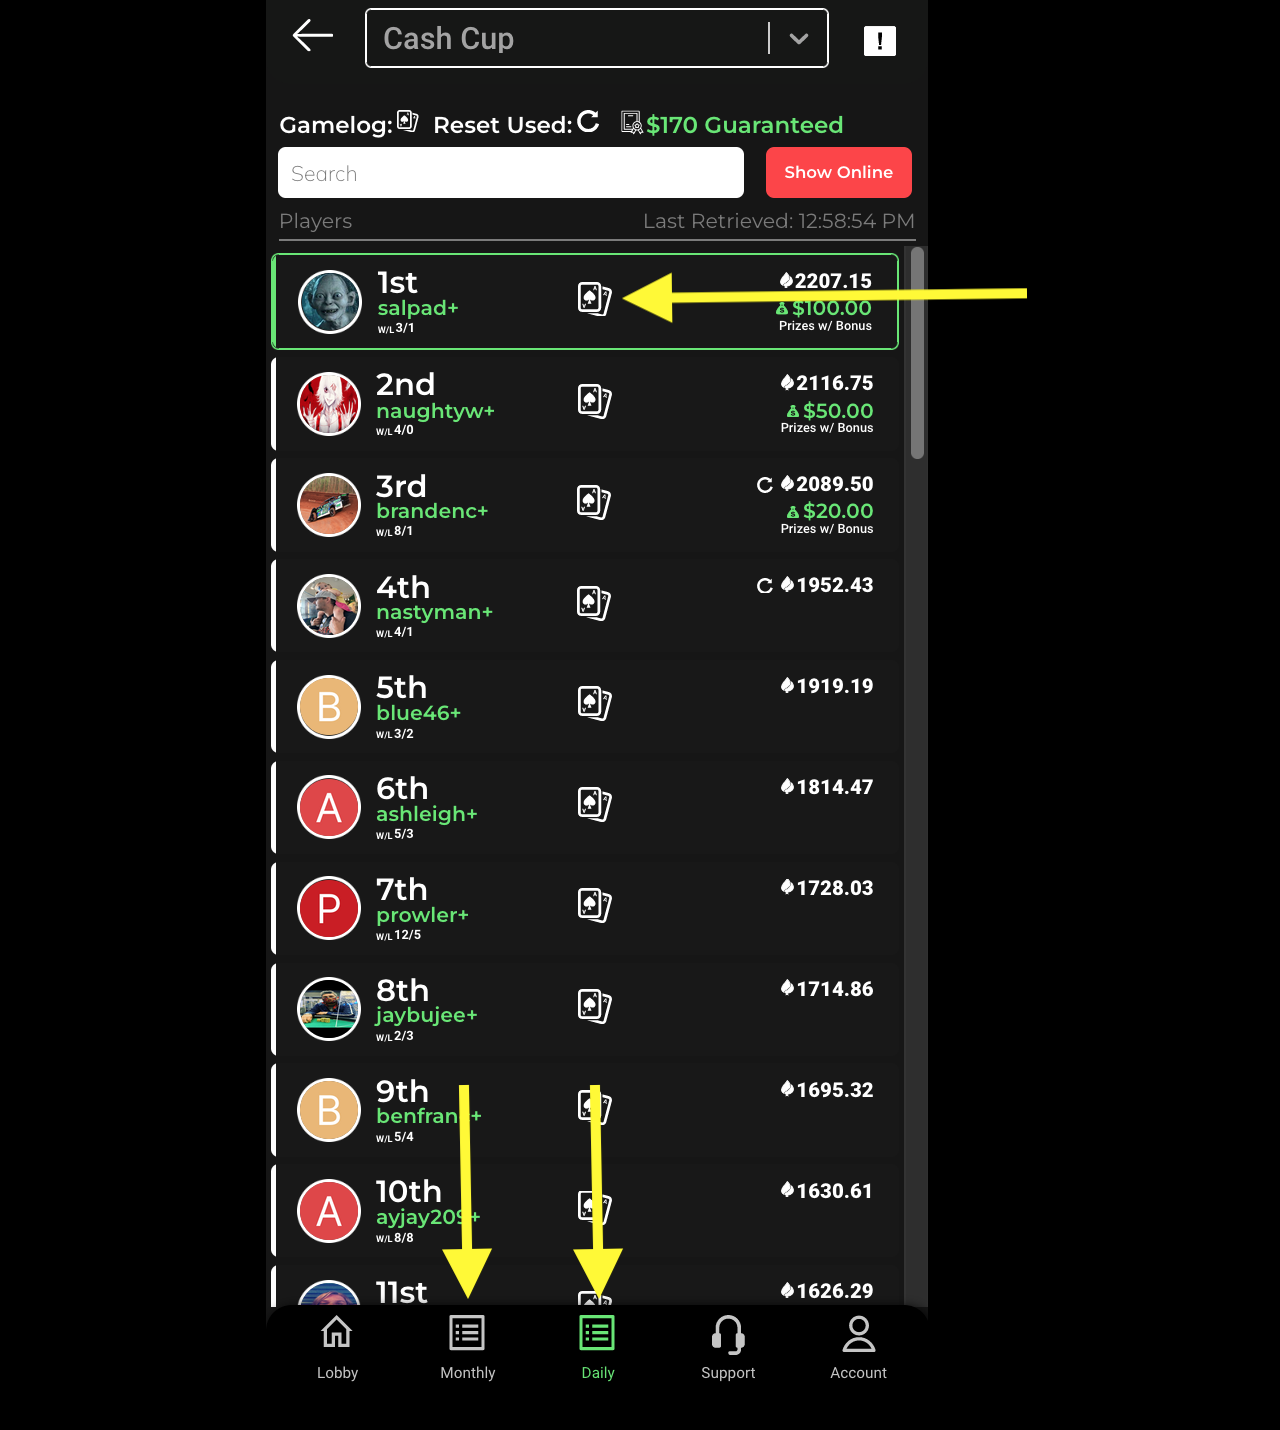 Cash Cup
!
Gamelog: Reset Used: $170 Guaranteed
Search
Show Online
Players
Last Retrieved: 12:58:54 PM
1st
salpad+
W/L 3/1
2207.15
$100.00
Prizes w/ Bonus
2nd
naughtyw+
W/L 4/0
2116.75
$50.00
Prizes w/ Bonus
3rd
brandenc+
W/L 8/1
2089.50
$20.00
Prizes w/ Bonus
4th
nastyman+
W/L 4/1
1952.43
B
5th
blue46+
W/L 3/2
1919.19
A
6th
ashleigh+
W/L 5/3
1814.47
P
7th
prowler+
W/L 12/5
1728.03
8th
jaybujee+
W/L 2/3
1714.86
B
9th
W/L 5/4
1695.32
A
10th
ayjay209+
W/L 8/8
1630.61
11st
1626.29
Lobby
Monthly
Daily
Support
Account